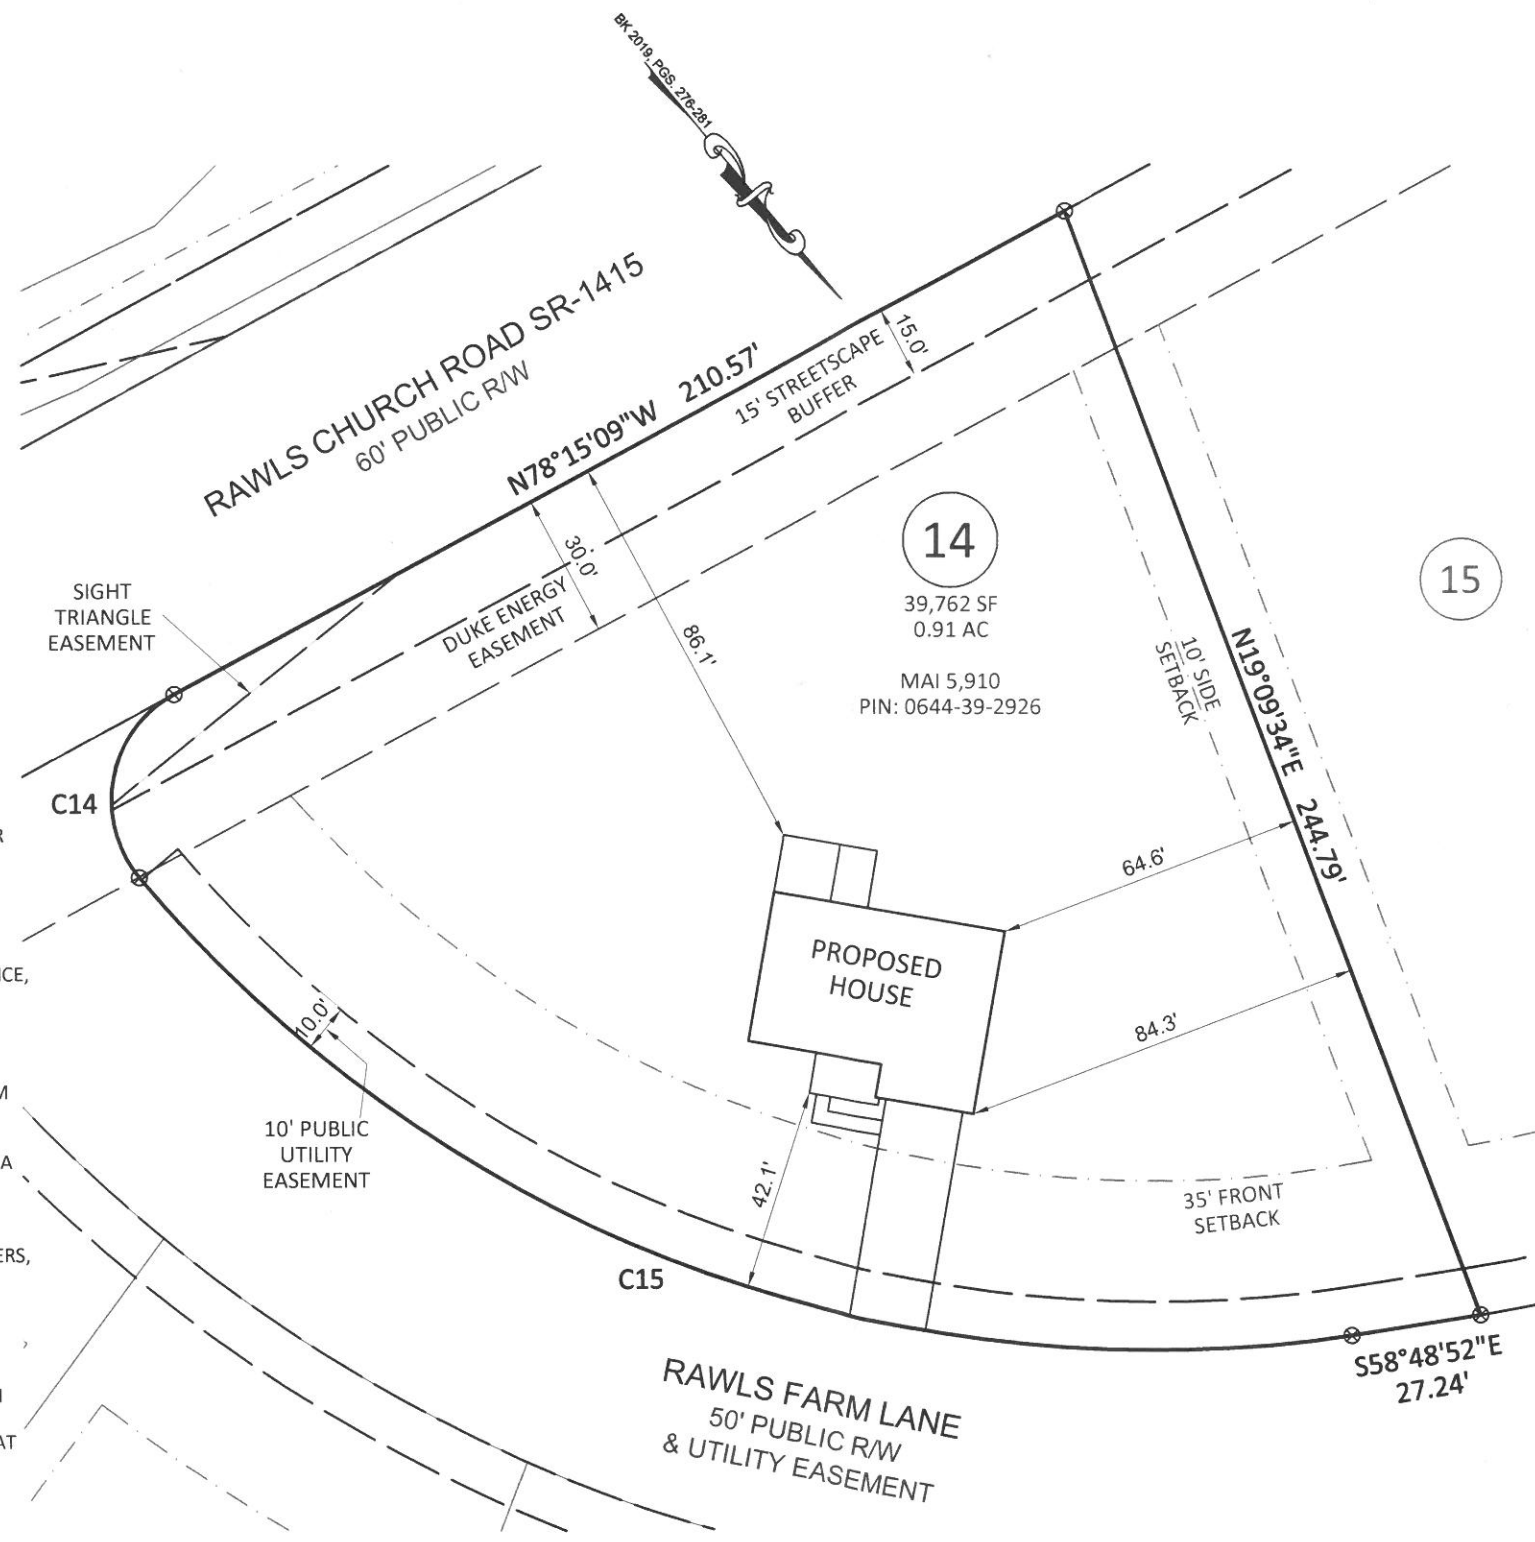 BK 2019, PGS. 276-281
RAWLS CHURCH ROAD SR-1415
60' PUBLIC R/W
N78°15'09"W 210.57'
15' STREETSCAPE
BUFFER
15.0'
30.0'
DUKE ENERGY
EASEMENT
86.1'
SIGHT
TRIANGLE
EASEMENT
14
39,762 SF
0.91 AC
MAI 5,910
PIN: 0644-39-2926
15
10' SIDE
SETBACK
N19°09'34"E 244.79'
C14
R
64.6'
PROPOSED
HOUSE
84.3'
10.0'
10' PUBLIC
UTILITY
EASEMENT
42.1'
35' FRONT
SETBACK
C15
ICE,
M
A
ERS,
AT
RAWLS FARM LANE
50' PUBLIC R/W
& UTILITY EASEMENT
S58°48'52"E
27.24'